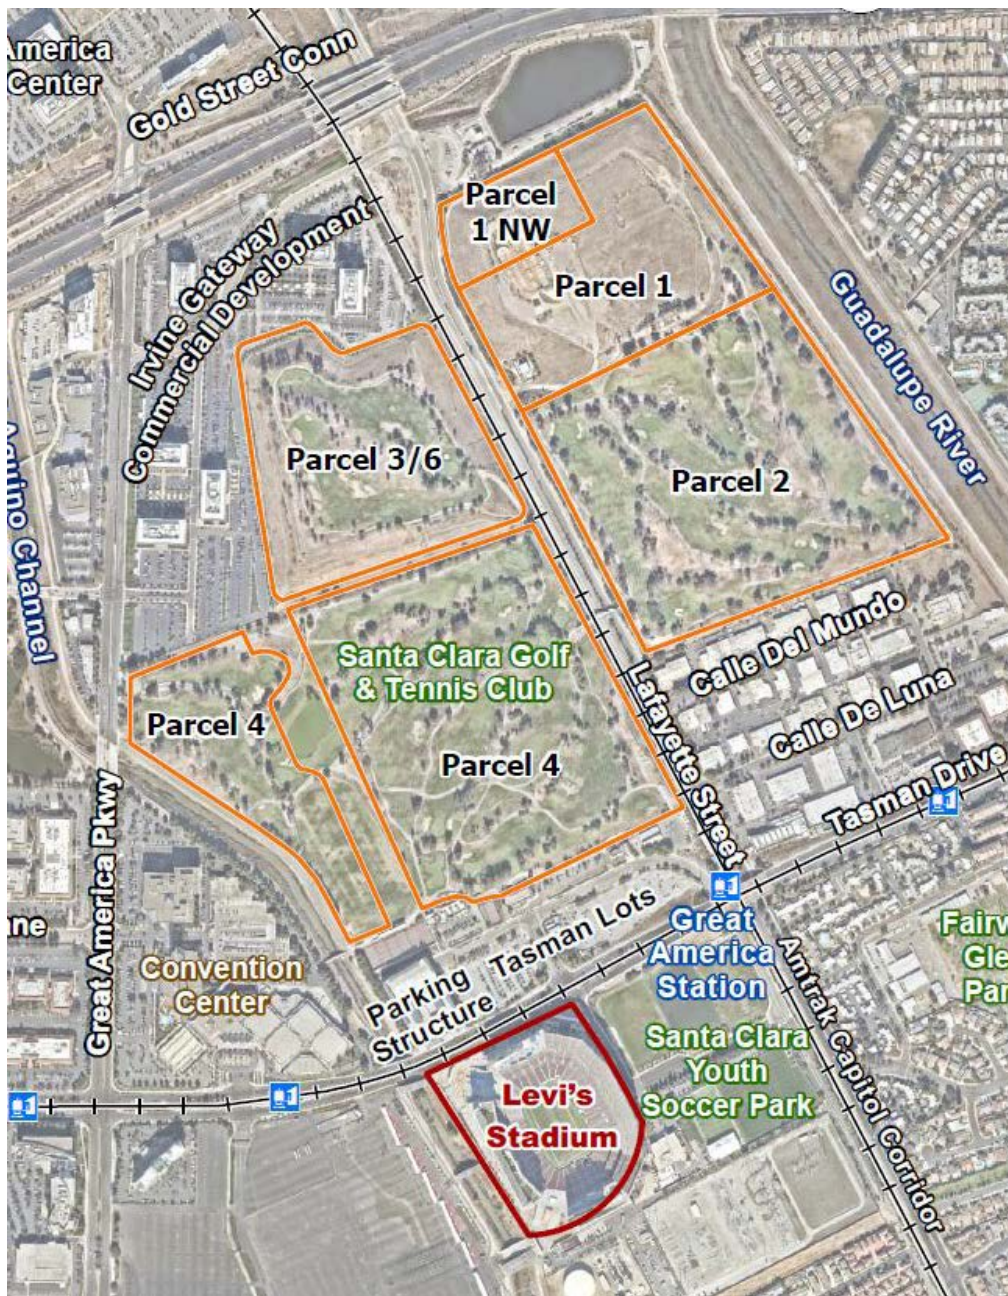 America
Center
Gold Street Conn
Parcel
1 NW
Irvine Gateway
Commercial Development
Parcel 1
Guadalupe River
Parcel 3/6
Parcel 2
Channel
Calle Del Mundo
Santa Clara Golf
& Tennis Club
Lafayette Street
Calle De Luna
Parcel 4
Parcel 4
Tasman Drive
Great America Pkwy
Tasman Lots
Great
America
Station
Convention
Center
Parking
Structure
Amtrak Capitol Corridor
Santa Clara
Youth
Soccer Park
Levi's
Stadium